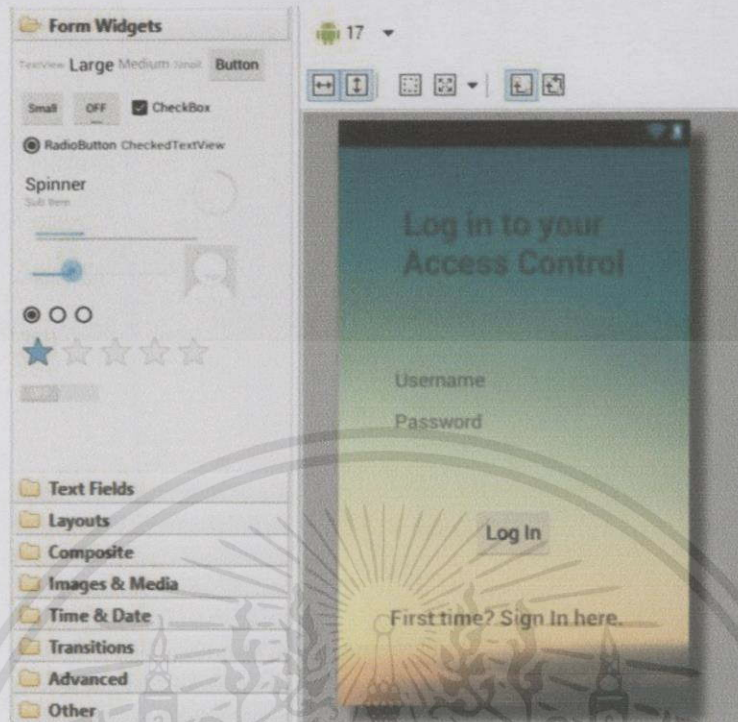 Form Widgets
TextView Large Medium Small Button
Small OFF CheckBox
RadioButton CheckedTextView
Spinner
Sub Item
Text Fields
Layouts
Composite
Images & Media
Time & Date
Transitions
Advanced
Other
17
Log in to your
Access Control
Username
Password
Log In
First time? Sign In here.